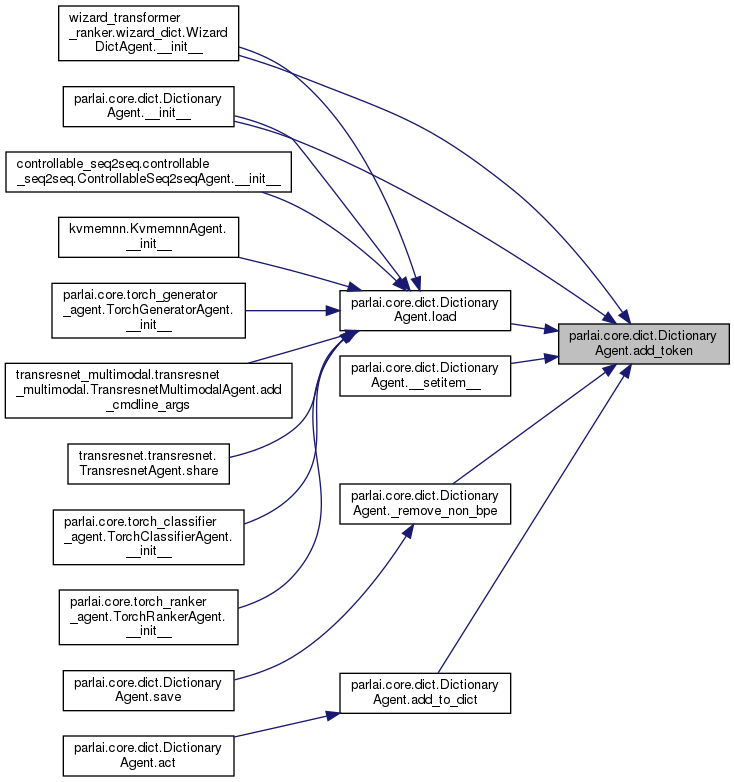 wizard_transformer
_ranker.wizard_dict.Wizard
DictAgent.__init__
parlai.core.dict.Dictionary
Agent.__init__
controllable_seq2seq.controllable
_seq2seq.ControllableSeq2seqAgent.__init__
kvmemnn.KvmemnnAgent.
__init__
parlai.core.torch_generator
_agent.TorchGeneratorAgent.
__init__
transresnet_multimodal.transresnet
_multimodal.TransresnetMultimodalAgent.add
_cmdline_args
transresnet.transresnet.
TransresnetAgent.share
parlai.core.torch_classifier
_agent.TorchClassifierAgent.
__init__
parlai.core.torch_ranker
_agent.TorchRankerAgent.
__init__
parlai.core.dict.Dictionary
Agent.save
parlai.core.dict.Dictionary
Agent.act
parlai.core.dict.Dictionary
Agent.load
parlai.core.dict.Dictionary
Agent.__setitem__
parlai.core.dict.Dictionary
Agent._remove_non_bpe
parlai.core.dict.Dictionary
Agent.add_to_dict
parlai.core.dict.Dictionary
Agent.add_token